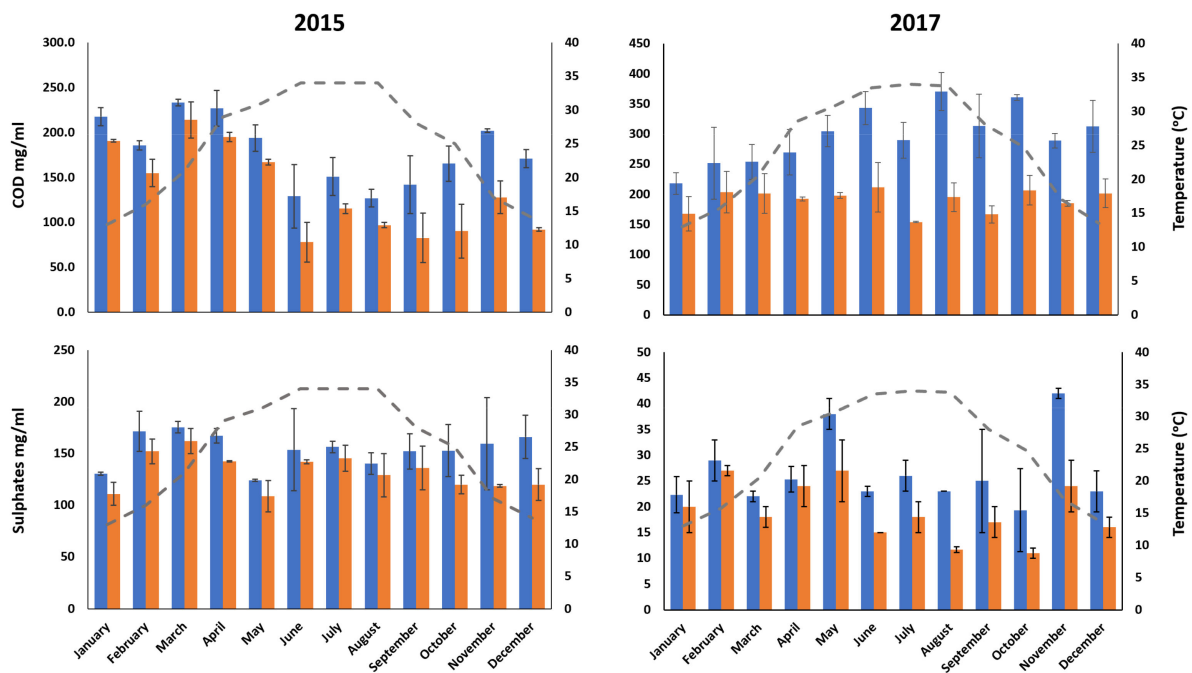 2015
COD mg/ml
300.0
250.0
200.0
150.0
100.0
50.0
0.0
40
35
30
25
20
15
10
5
0
2017
450
400
350
300
250
200
150
100
50
0
40
35
30
25
20
15
10
5
0
Temperature (°C)
Sulphates mg/ml
250
200
150
100
50
0
40
35
30
25
20
15
10
5
0
January
February
March
April
May
June
July
August
September
October
November
December
50
45
40
35
30
25
20
15
10
5
0
40
35
30
25
20
15
10
5
0
Temperature (°C)
January
February
March
April
May
June
July
August
September
October
November
December